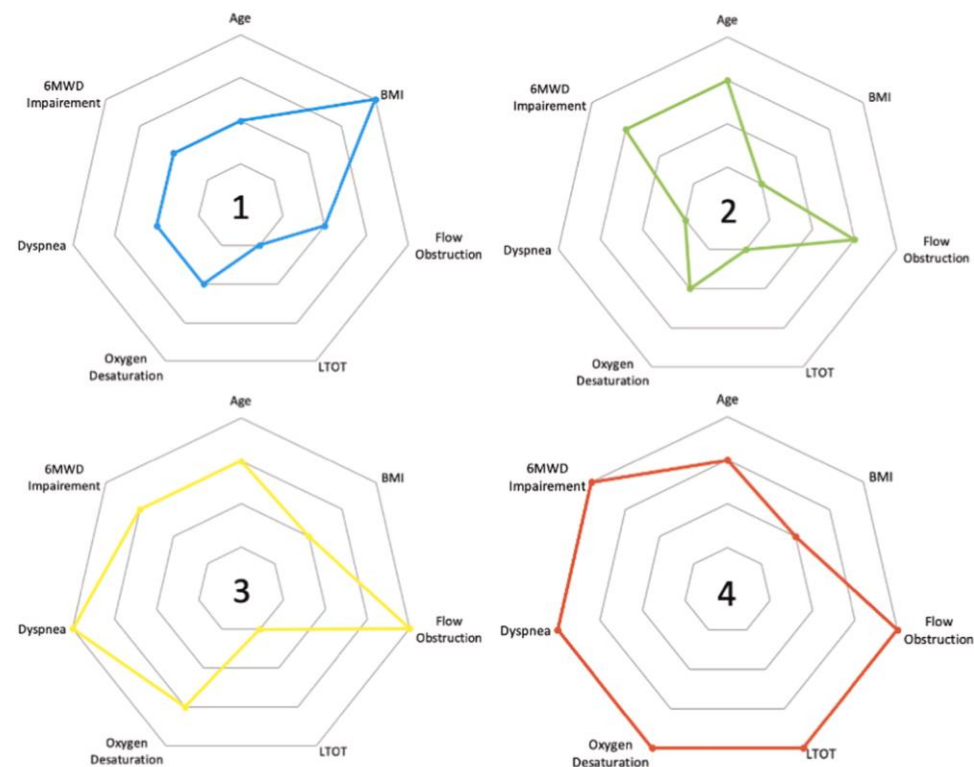 Age
6MWD
Impairement
BMI
1
Dyspnea
Flow
Obstruction
Oxygen
Desaturation
LTOT
Age
6MWD
Impairement
BMI
2
Dyspnea
Flow
Obstruction
Oxygen
Desaturation
LTOT
Age
6MWD
Impairement
BMI
3
Dyspnea
Flow
Obstruction
Oxygen
Desaturation
LTOT
Age
6MWD
Impairement
BMI
4
Dyspnea
Flow
Obstruction
Oxygen
Desaturation
LTOT